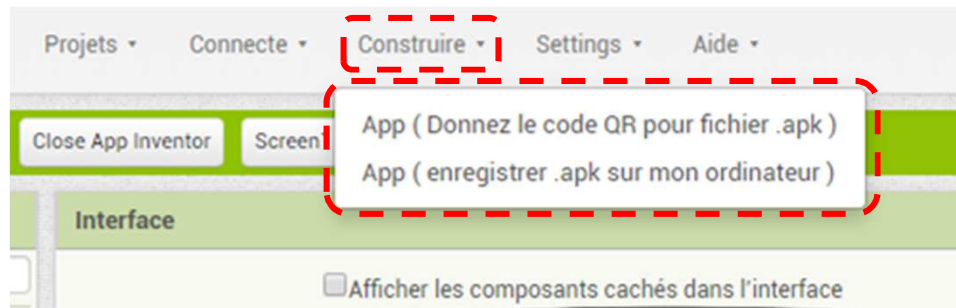 Projets Connecte Construire Settings Aide
App ( Donnez le code QR pour fichier .apk )
Close App Inventor Screen
App ( enregistrer .apk sur mon ordinateur )
Interface
Afficher les composants cachés dans l'interface